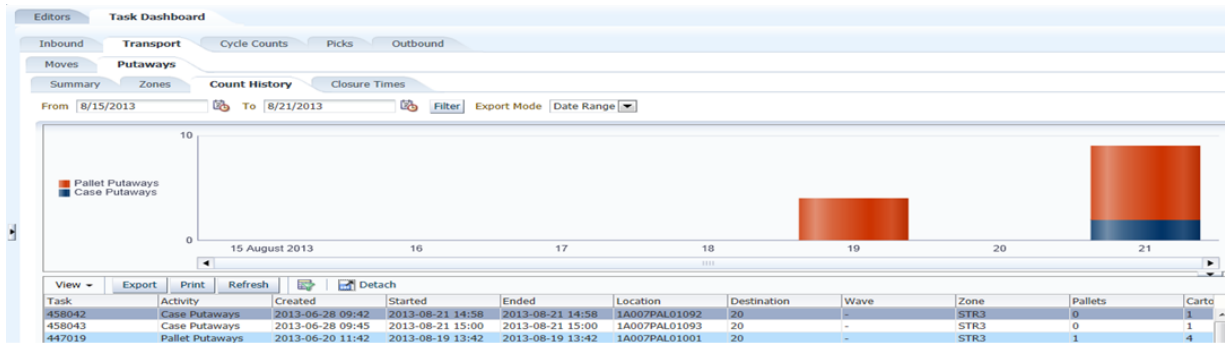 Editors Task Dashboard
Inbound Transport Cycle Counts Picks Outbound
Moves Putaways
Summary Zones Count History Closure Times
From 8/15/2013 To 8/21/2013 Filter Export Mode Date Range
10
Pallet Putaways
Case Putaways
0
15 August 2013 16 17 18 19 20 21
View Export Print Refresh Detach
Task Activity Created Started Ended Location Destination Wave Zone Pallets Carto
458042 Case Putaways 2013-06-28 09:42 2013-08-21 14:58 2013-08-21 14:58 1A007PAL01092 20 - STR3 0 1
458043 Case Putaways 2013-06-28 09:45 2013-08-21 15:00 2013-08-21 15:00 1A007PAL01093 20 - STR3 0 1
447019 Pallet Putaways 2013-06-20 11:42 2013-08-19 13:42 2013-08-19 13:42 1A007PAL01001 20 - STR3 1 4